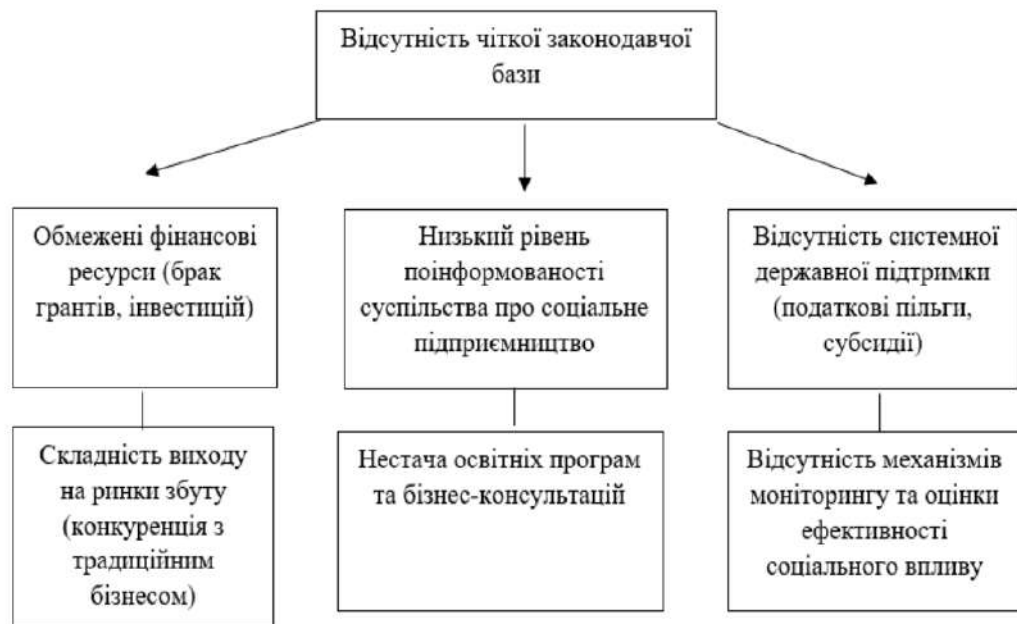 Відсутність чіткої законодавчої
бази
Обмежені фінансові
ресурси (брак
грантів, інвестицій)
Низький рівень
поінформованості
суспільства про соціальне
підприємництво
Відсутність системної
державної підтримки
(податкові пільги,
субсидії)
Складність виходу
на ринки збуту
(конкуренція з
традиційним
бізнесом)
Нестача освітніх програм
та бізнес-консультацій
Відсутність механізмів
моніторингу та оцінки
ефективності
соціального впливу